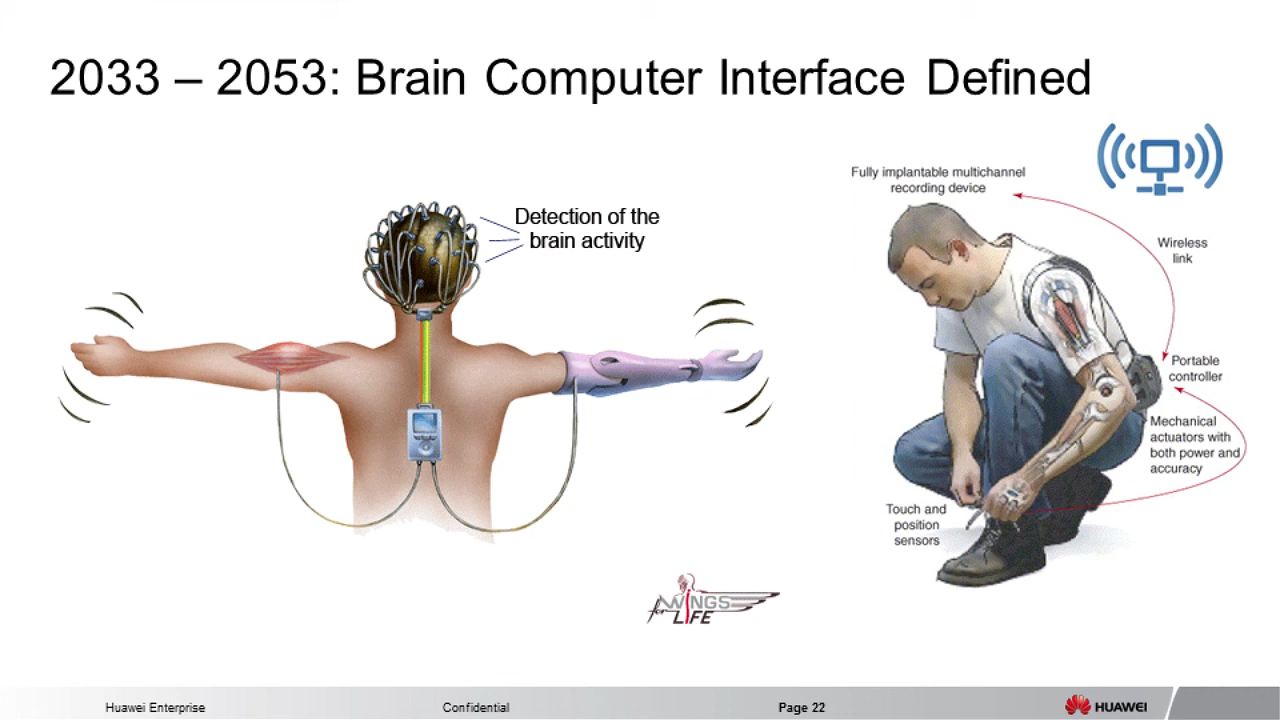 2033 – 2053: Brain Computer Interface Defined
Detection of the
brain activity
Fully implantable multichannel
recording device
Wireless
link
Portable
controller
Mechanical
actuators with
both power and
accuracy
Touch and
position
sensors
WINGS
for LIFE
Huawei Enterprise
Confidential
Page 22
HUAWEI